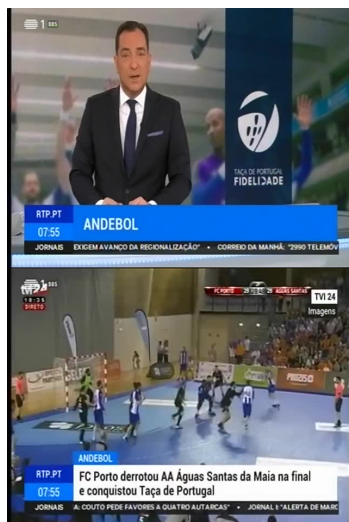 1
TAÇA DE PORTUGAL
FIDELIDADE
RTP.PT
07:55
ANDEBOL
JORNAIS EXIGEM AVANÇO DA REGIONALIZAÇÃO" • CORREIO DA MANHÃ: "2990 TELEMÓV
FC PORTO 25 25 ÁGUAS SANTAS
TVI 24
Imagens
18:35
DIRETO
ANDEBOL
RTP.PT
07:55
FC Porto derrotou AA Águas Santas da Maia na final
e conquistou Taça de Portugal
JORNAIS A: COUTO PEDE FAVORES A QUATRO AUTARCAS" • JORNAL I: "ALERTA DE MARC